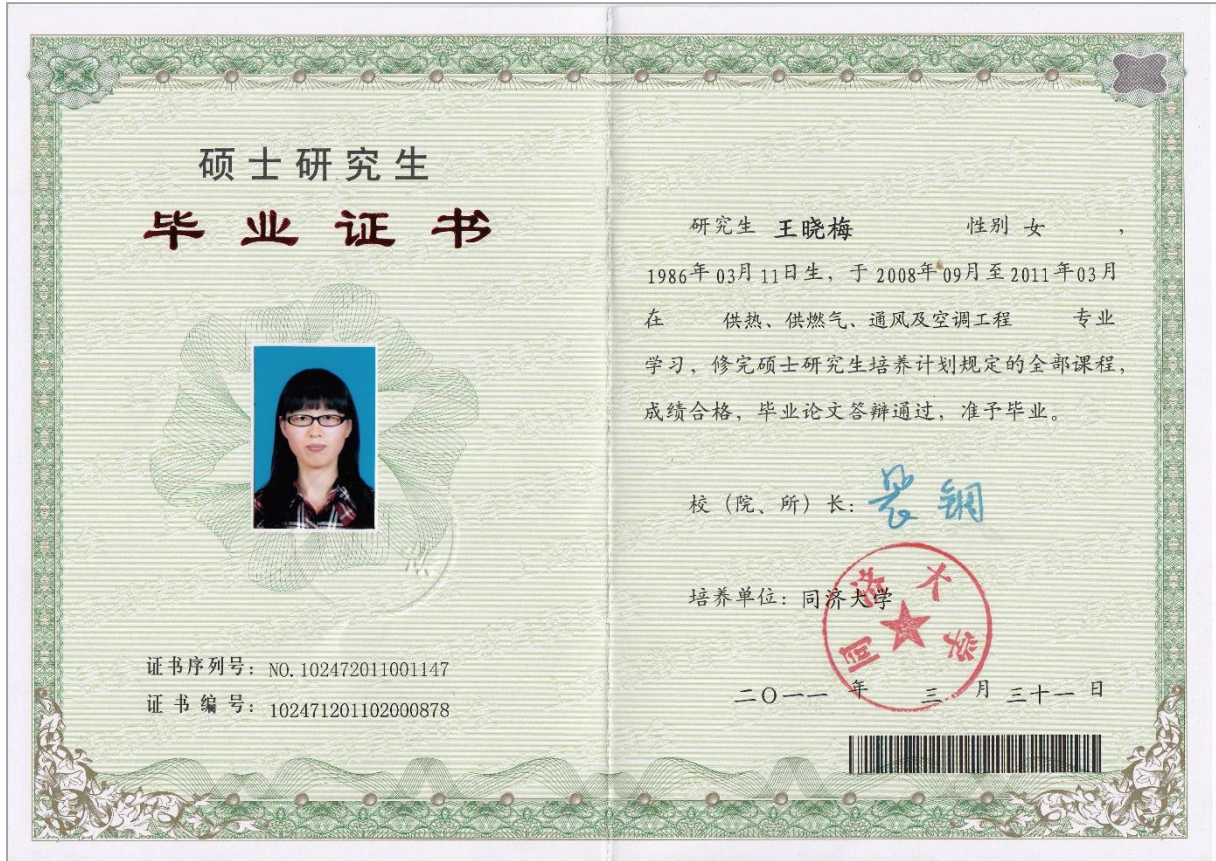 硕士研究生
毕业证书
证书序列号：NO.102472011001147
证书编号：102471201102000878
研究生 王晓梅 性别 女 ，
1986年03月11日生，于2008年09月至2011年03月
在 供热、供燃气、通风及空调工程 专业
学习，修完硕士研究生培养计划规定的全部课程，
成绩合格，毕业论文答辩通过，准予毕业。
校（院、所）长：
培养单位：同济大学
同济大学
二〇一一年 三 月 三十一 日